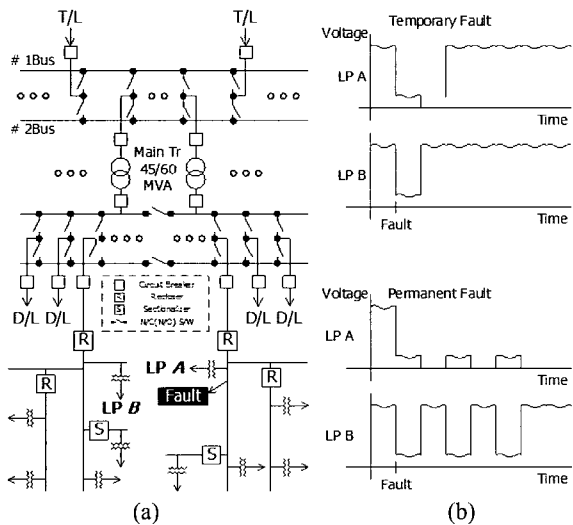 T/L
T/L
# 1Bus
# 2Bus
Main Tr
45/60
MVA
D/L
D/L
D/L
D/L
Circuit Breaker
R
Recloser
S
Sectionalizer
N/C(N/O) S/W
R
R
R
R
LP A
Fault
LP B
S
S
(a)
Voltage
Temporary Fault
LP A
Time
LP B
Fault
Time
Voltage
Permanent Fault
LP A
Time
LP B
Fault
Time
(b)